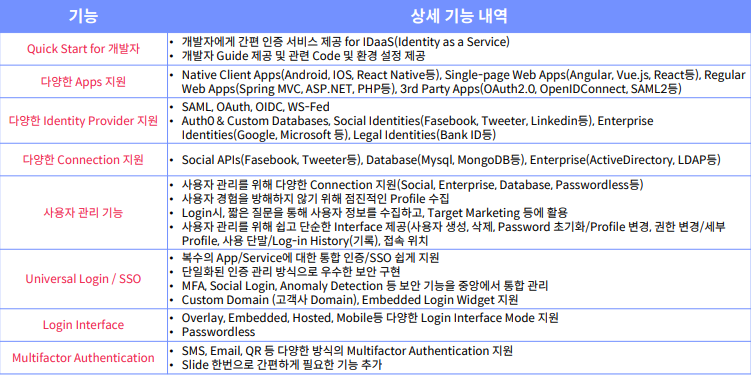 기능 상세 기능 내역
Quick Start for 개발자
• 개발자에게 간편 인증 서비스 제공 for IDaaS(Identity as a Service)
• 개발자 Guide 제공 및 관련 Code 및 환경 설정 제공
다양한 Apps 지원
• Native Client Apps(Android, IOS, React Native등), Single-page Web Apps(Angular, Vue.js, React등), Regular
Web Apps(Spring MVC, ASP.NET, PHP등), 3rd Party Apps(OAuth2.0, OpenIDConnect, SAML2등)
다양한 Identity Provider 지원
• SAML, OAuth, OIDC, WS-Fed
• Auth0 & Custom Databases, Social Identities(Fasebook, Tweeter, Linkedin등), Enterprise
Identities(Google, Microsoft 등), Legal Identities(Bank ID등)
다양한 Connection 지원
• Social APIs(Fasebook, Tweeter등), Database(Mysql, MongoDB등), Enterprise(ActiveDirectory, LDAP등)
사용자 관리 기능
• 사용자 관리를 위해 다양한 Connection 지원(Social, Enterprise, Database, Passwordless등)
• 사용자 경험을 방해하지 않기 위해 점진적인 Profile 수집
• Login시, 짧은 질문을 통해 사용자 정보를 수집하고, Target Marketing 등에 활용
• 사용자 관리를 위해 쉽고 단순한 Interface 제공(사용자 생성, 삭제, Password 초기화/Profile 변경, 권한 변경/세부
Profile, 사용 단말/Log-in History(기록), 접속 위치
Universal Login / SSO
• 복수의 App/Service에 대한 통합 인증/SSO 쉽게 지원
• 단일화된 인증 관리 방식으로 우수한 보안 구현
• MFA, Social Login, Anomaly Detection 등 보안 기능을 중앙에서 통합 관리
• Custom Domain (고객사 Domain), Embedded Login Widget 지원
Login Interface
• Overlay, Embedded, Hosted, Mobile등 다양한 Login Interface Mode 지원
• Passwordless
Multifactor Authentication
• SMS, Email, QR 등 다양한 방식의 Multifactor Authentication 지원
• Slide 한번으로 간편하게 필요한 기능 추가